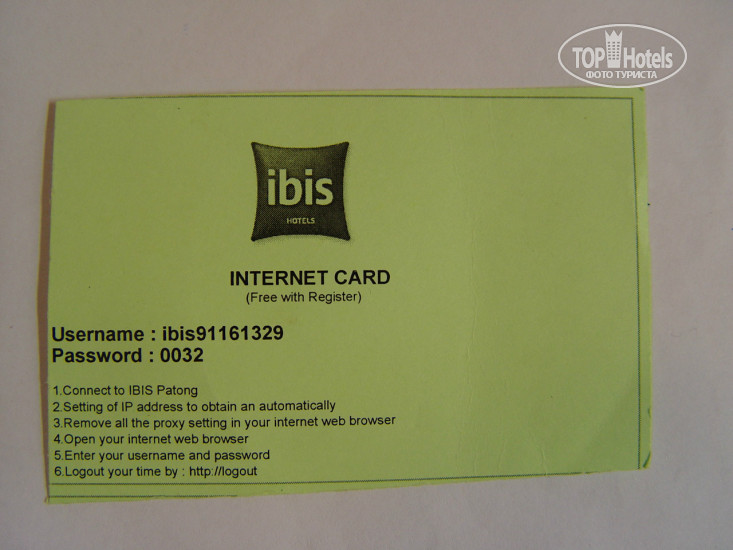 TOP Hotels
ФОТО ТУРИСТА
ibis
HOTELS
INTERNET CARD
(Free with Register)
Username : ibis91161329
Password : 0032
1.Connect to IBIS Patong
2.Setting of IP address to obtain an automatically
3.Remove all the proxy setting in your internet web browser
4.Open your internet web browser
5.Enter your username and password
6.Logout your time by : http://logout